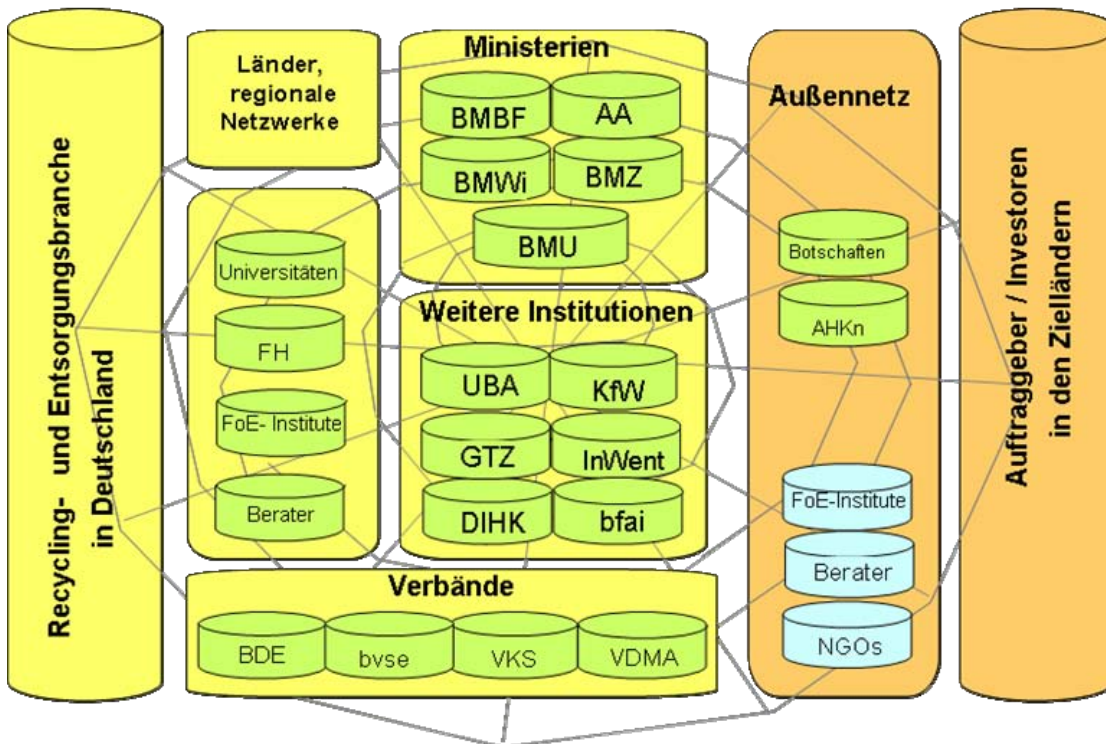 Recycling- und Entsorgungsbranche
in Deutschland
Länder,
regionale
Netzwerke
Universitäten
FH
FoE- Institute
Berater
Ministerien
BMBF
AA
BMWi
BMZ
BMU
Weitere Institutionen
UBA
KfW
GTZ
InWent
DIHK
bfai
Verbände
BDE
bvse
VKS
VDMA
Außennetz
Botschaften
AHKn
FoE-Institute
Berater
NGOs
Auftraggeber / Investoren
in den Zielländern